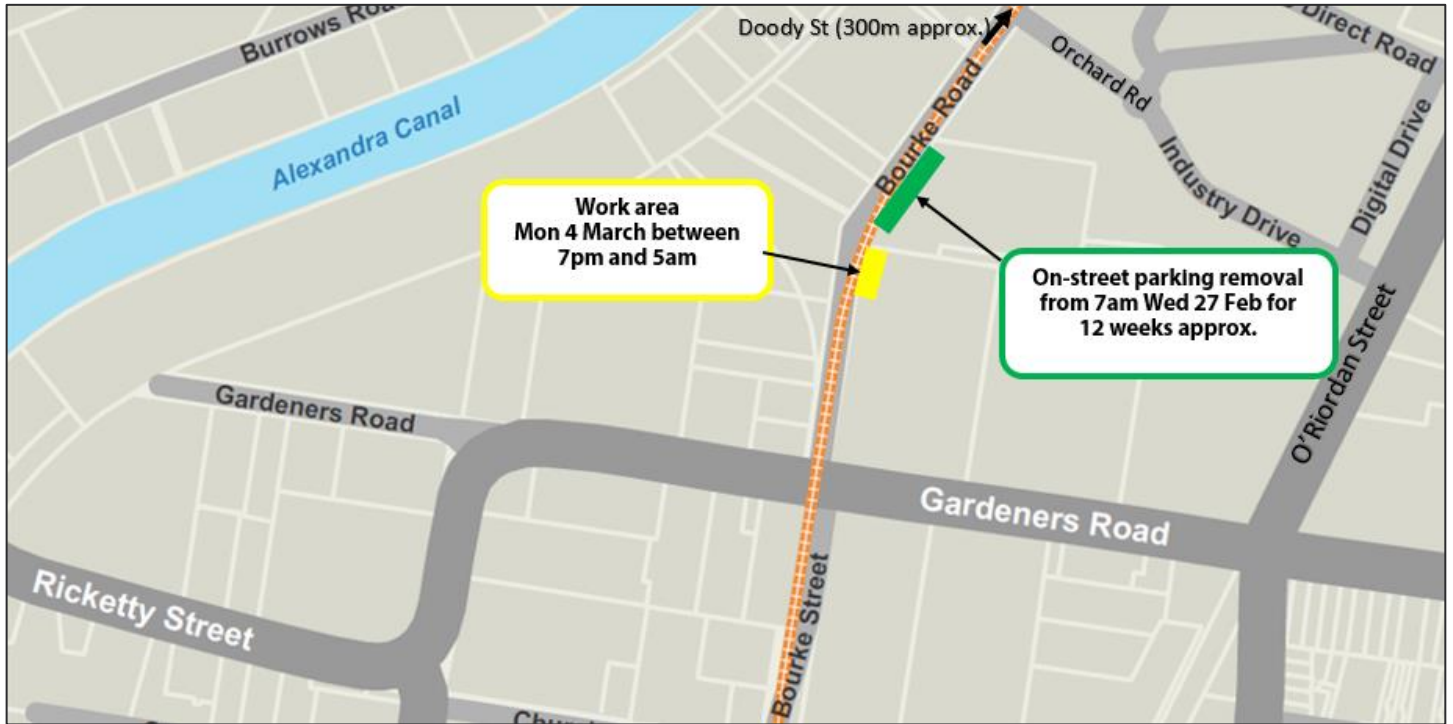 Doody St (300m approx.)
Burrows Road
Direct Road
Orchard Rd
Bourke Road
Alexandra Canal
Digital Drive
Industry Drive
Work area
Mon 4 March between
7pm and 5am
On-street parking removal
from 7am Wed 27 Feb for
12 weeks approx.
O'Riordan Street
Gardeners Road
Gardeners Road
Ricketty Street
Bourke Street